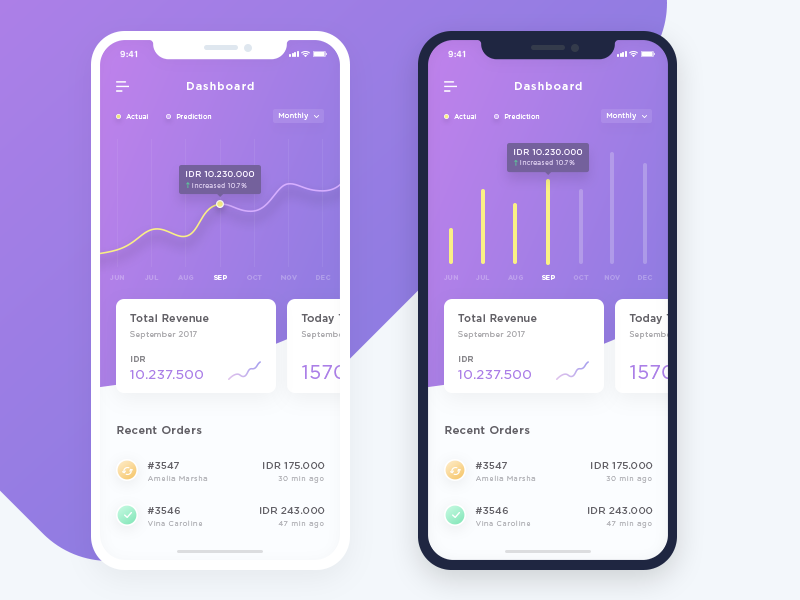 9:41
Dashboard
Actual Prediction Monthly
IDR 10.230.000
↑ Increased 10.7%
JUN JUL AUG SEP OCT NOV DEC
Total Revenue
September 2017
IDR
10.237.500
Today
1570
Recent Orders
#3547 IDR 175.000
Amelia Marsha 30 min ago
#3546 IDR 243.000
Vina Caroline 47 min ago
9:41
Dashboard
Actual Prediction Monthly
IDR 10.230.000
↑ Increased 10.7%
JUN JUL AUG SEP OCT NOV DEC
Total Revenue
September 2017
IDR
10.237.500
Today
1570
Recent Orders
#3547 IDR 175.000
Amelia Marsha 30 min ago
#3546 IDR 243.000
Vina Caroline 47 min ago